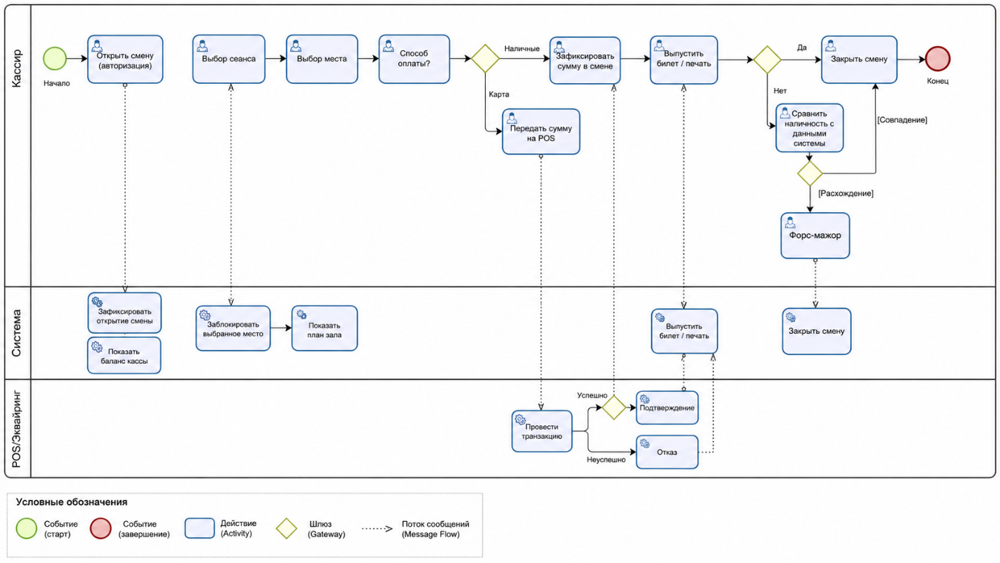 Кассир
Начало
Открыть смену
(авторизация)
Выбор сеанса
Выбор места
Способ
оплаты?
Наличные
Карта
Зафиксировать
сумму в смене
Выпустить
билет / печать
Да
Нет
Закрыть смену
Конец
Передать сумму
на POS
Сравнить
наличность с
данными
системы
[Совпадение]
[Расхождение]
Форс-мажор
Система
Зафиксировать
открытие смены
Показать
баланс кассы
Заблокировать
выбранное место
Показать
план зала
Выпустить
билет / печать
Закрыть смену
POS/Эквайринг
Провести
транзакцию
Успешно
Неуспешно
Подтверждение
Отказ
Условные обозначения
Событие
(старт)
Событие
(завершение)
Действие
(Activity)
Шлюз
(Gateway)
Поток сообщений
(Message Flow)